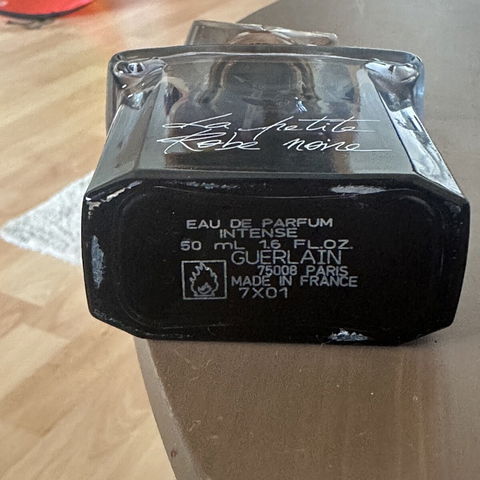 La petite
Robe noire
EAU DE PARFUM
INTENSE
50 mL 1.6 FL.OZ.
GUERLAIN
75008 PARIS
MADE IN FRANCE
7X01